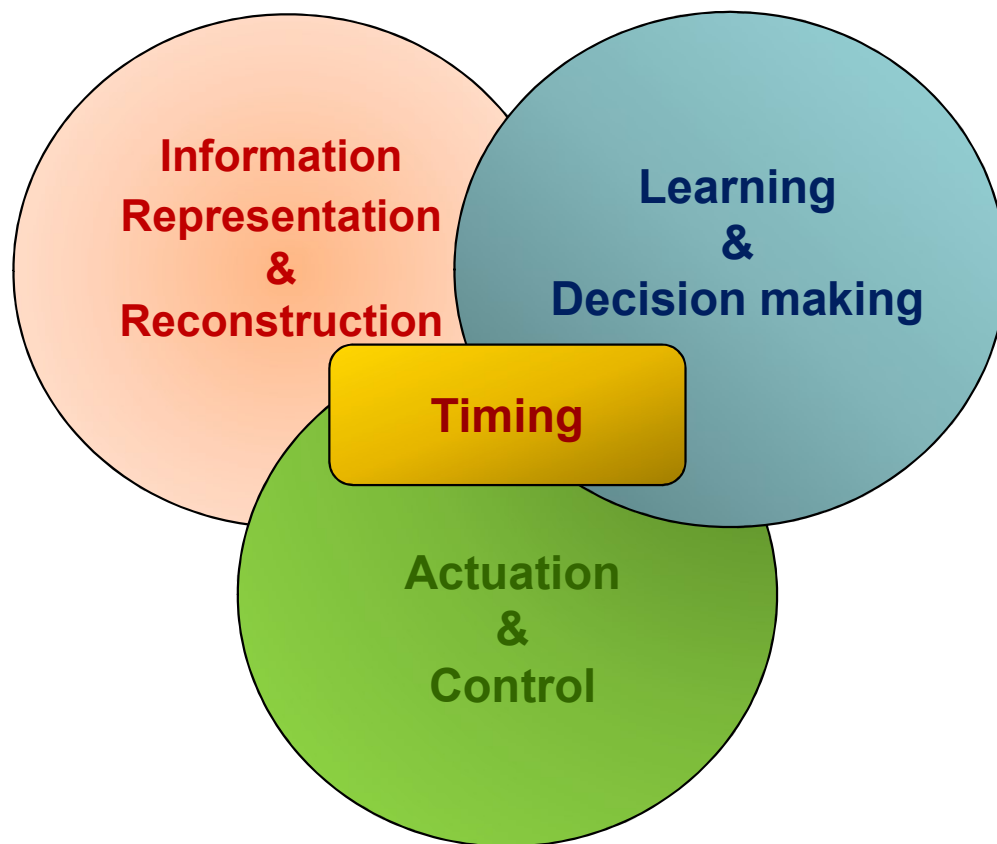 Information
Representation
&
Reconstruction
Learning
&
Decision making
Timing
Actuation
&
Control